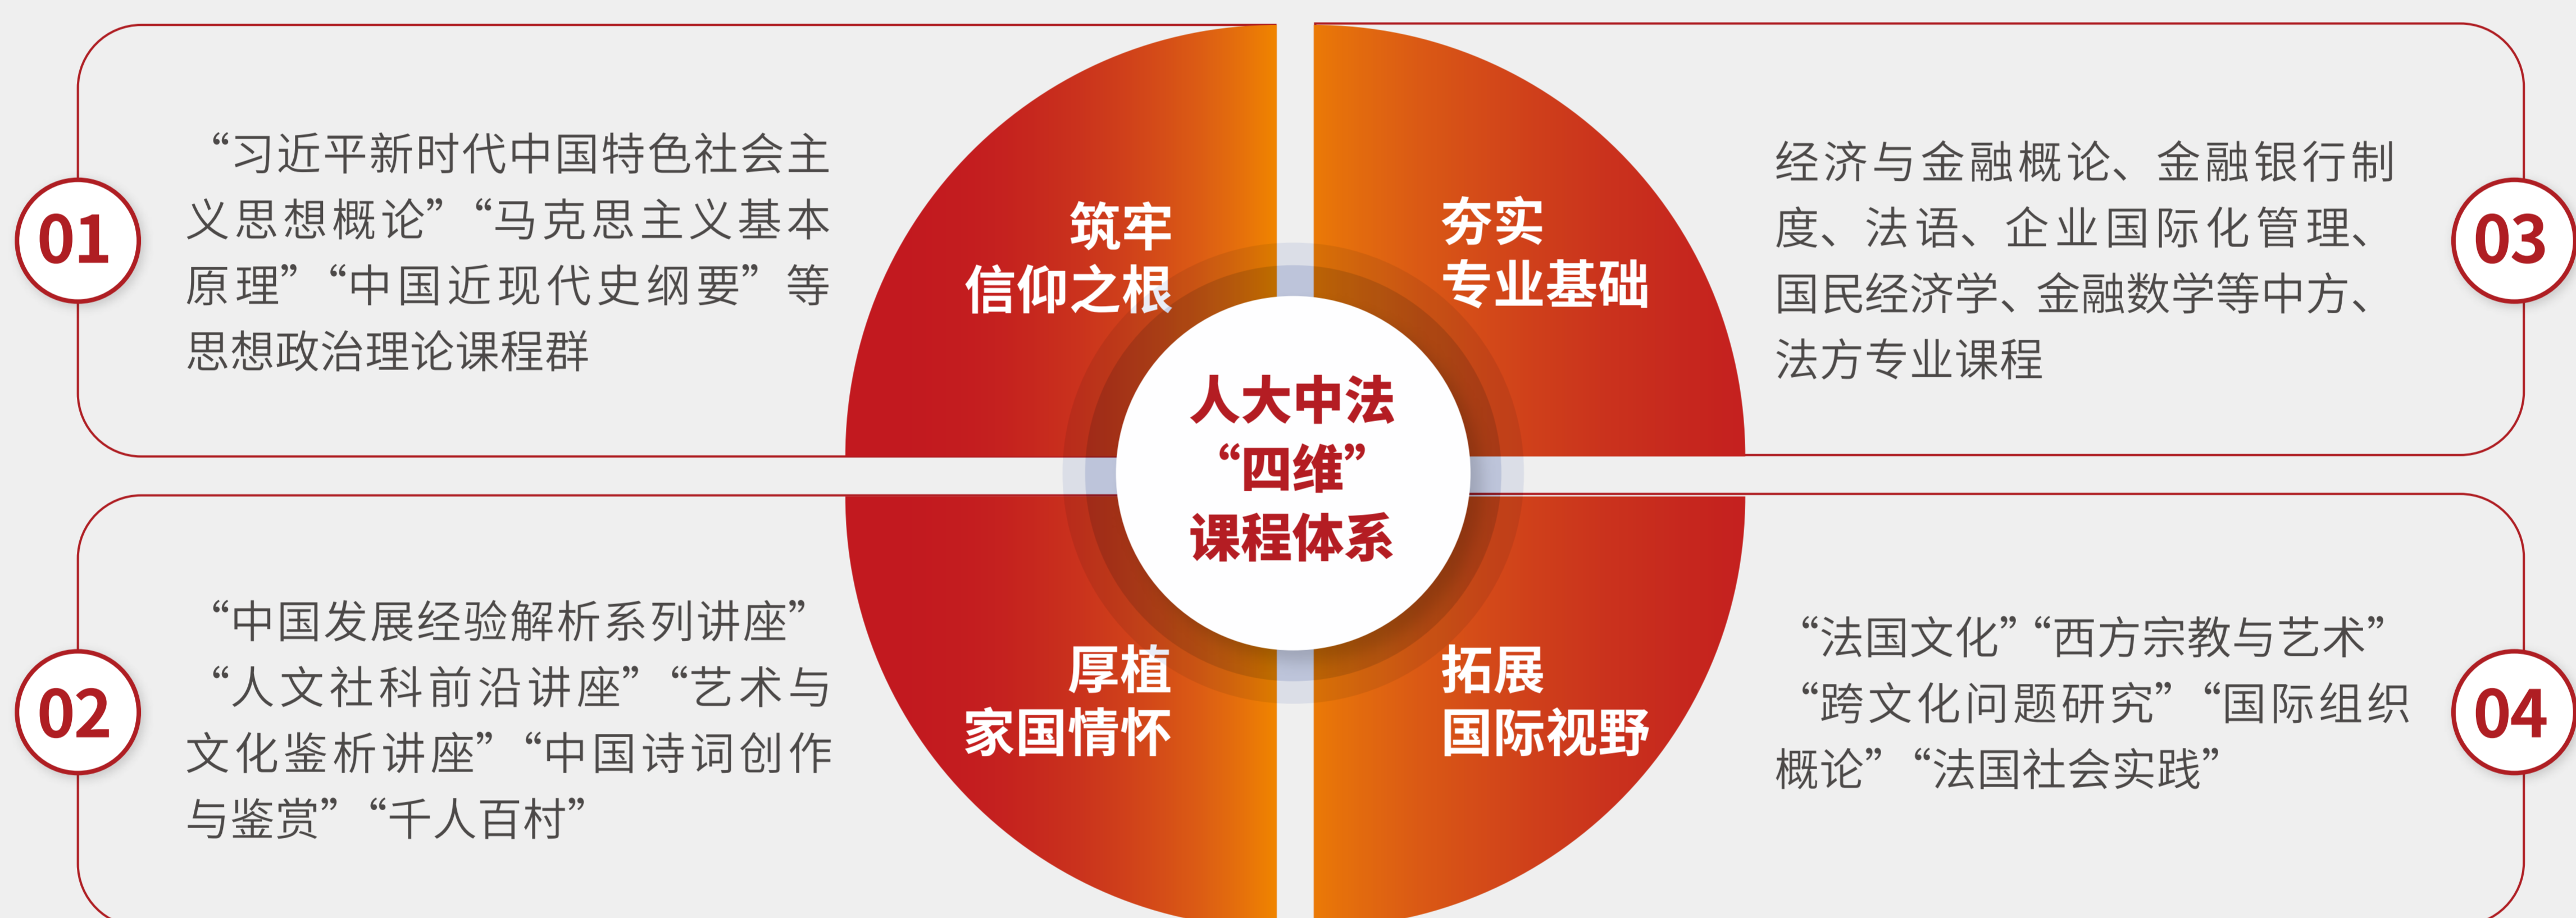 01
“习近平新时代中国特色社会主
义思想概论”“马克思主义基本
原理”“中国近现代史纲要”等
思想政治理论课程群
筑牢
信仰之根
夯实
专业基础
经济与金融概论、金融银行制
度、法语、企业国际化管理、
国民经济学、金融数学等中方、
法方专业课程
03
人大中法
“四维”
课程体系
02
“中国发展经验解析系列讲座”
“人文社科前沿讲座”“艺术与
文化鉴析讲座”“中国诗词创作
与鉴赏”“千人百村”
厚植
家国情怀
拓展
国际视野
“法国文化”“西方宗教与艺术”
“跨文化问题研究”“国际组织
概论”“法国社会实践”
04